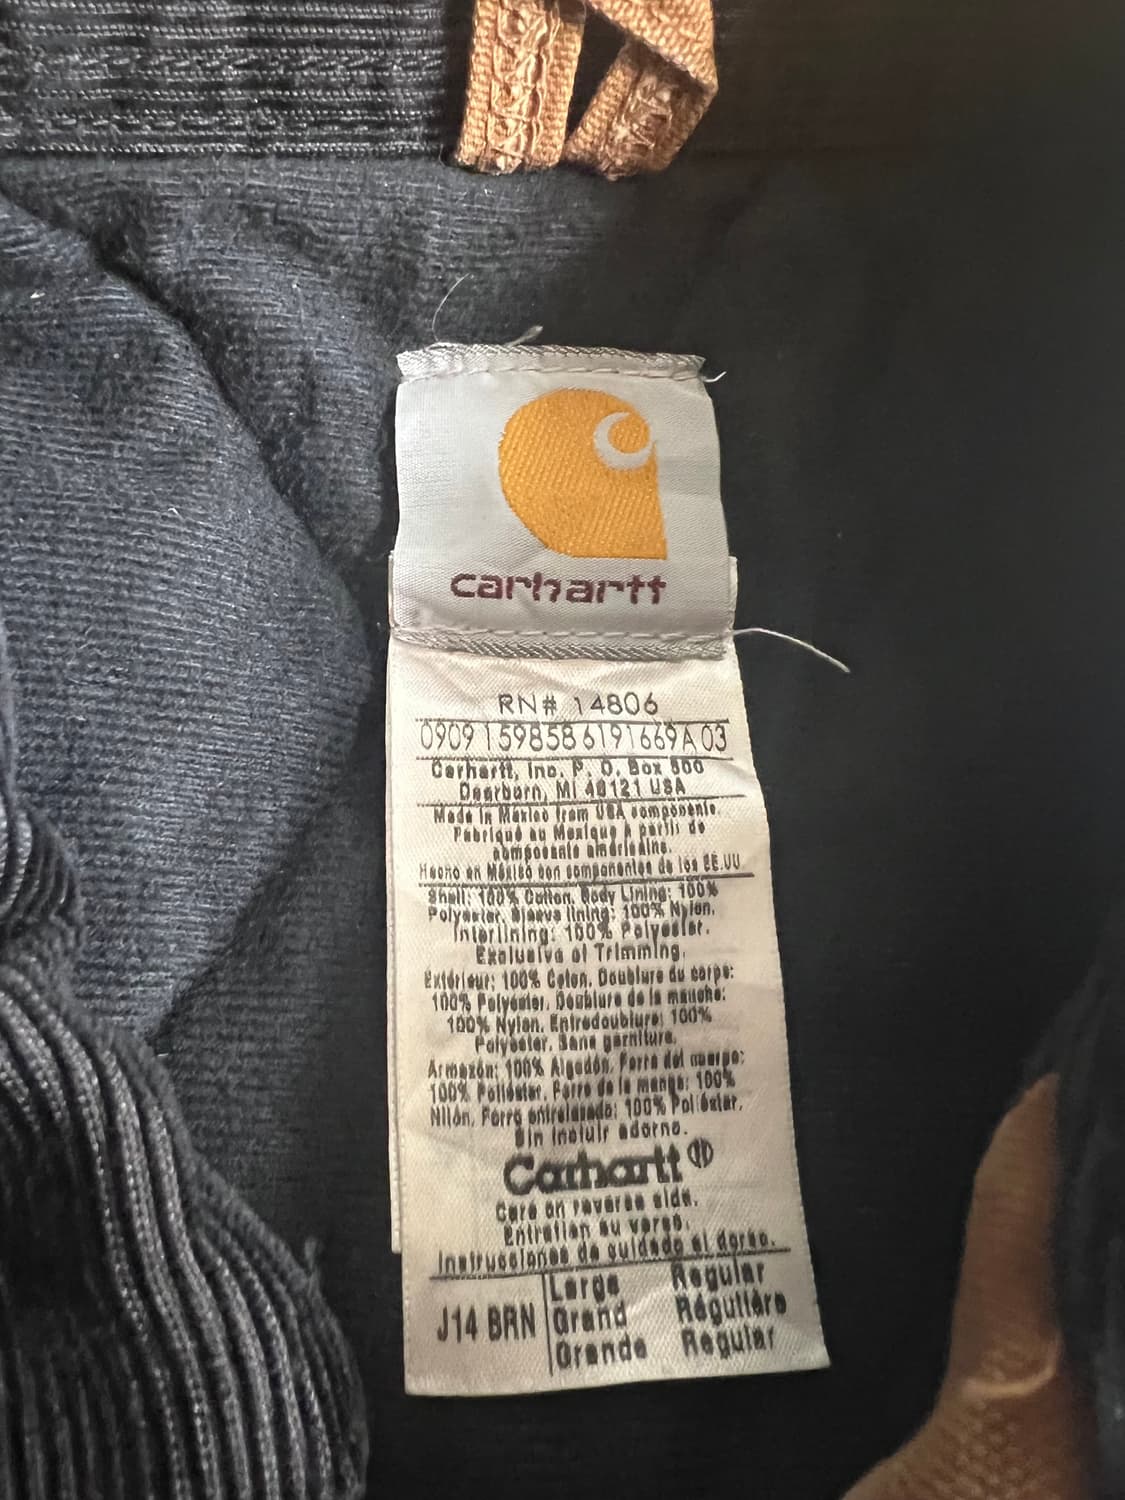 carhartt
RN# 14806
0909 159858 6191669A 03
Carhartt, Inc. P. O. Box 600
Dearborn, MI 48121 USA
Made in Mexico from USA components.
Fabriqué au Mexique à partir de
composants américains.
Hecho en México con componentes de los EE.UU
Shell: 100% Cotton. Body Lining: 100%
Polyester. Sleeve lining: 100% Nylon.
Interlining: 100% Polyester.
Exclusive of Trimming.
Extérieur: 100% Coton. Doublure du corps:
100% Polyester. Doublure de la manche:
100% Nylon. Entredoublure: 100%
Polyester. Sans garniture.
Armazón: 100% Algodón. Forro del cuerpo:
100% Poliéster. Forro de la manga: 100%
Nilón. Forro entrelazado: 100% Poliéster.
Sin incluir adorno.
Carhartt
Care on reverse side.
Entretien au verso.
Instrucciones de cuidado al dorso.
J14 BRN Large Regular
Grand Régulière
Grande Regular